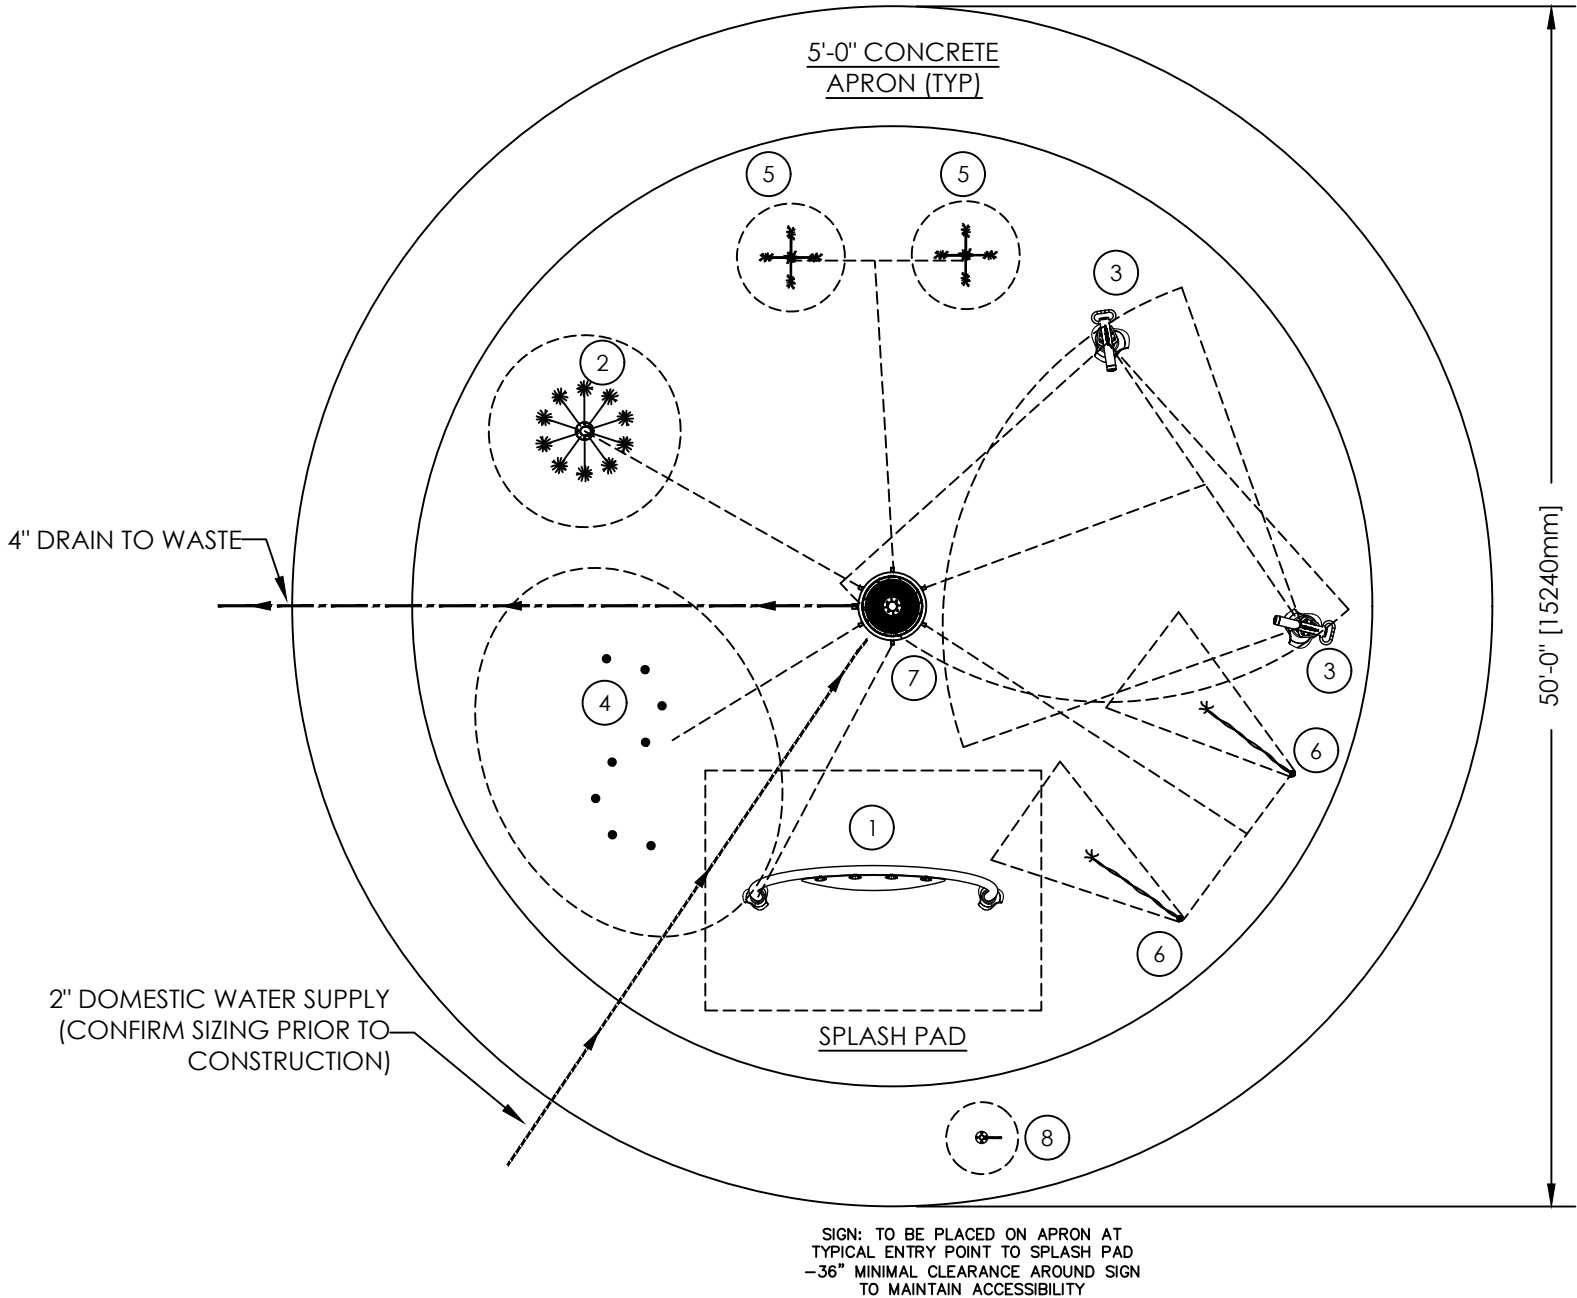 5'-0" CONCRETE
APRON (TYP)
5
5
3
2
4" DRAIN TO WASTE
50'-0" [15240mm]
7
3
4
6
1
6
2" DOMESTIC WATER SUPPLY
(CONFIRM SIZING PRIOR TO
CONSTRUCTION)
SPLASH PAD
8
SIGN: TO BE PLACED ON APRON AT
TYPICAL ENTRY POINT TO SPLASH PAD
-36" MINIMAL CLEARANCE AROUND SIGN
TO MAINTAIN ACCESSIBILITY